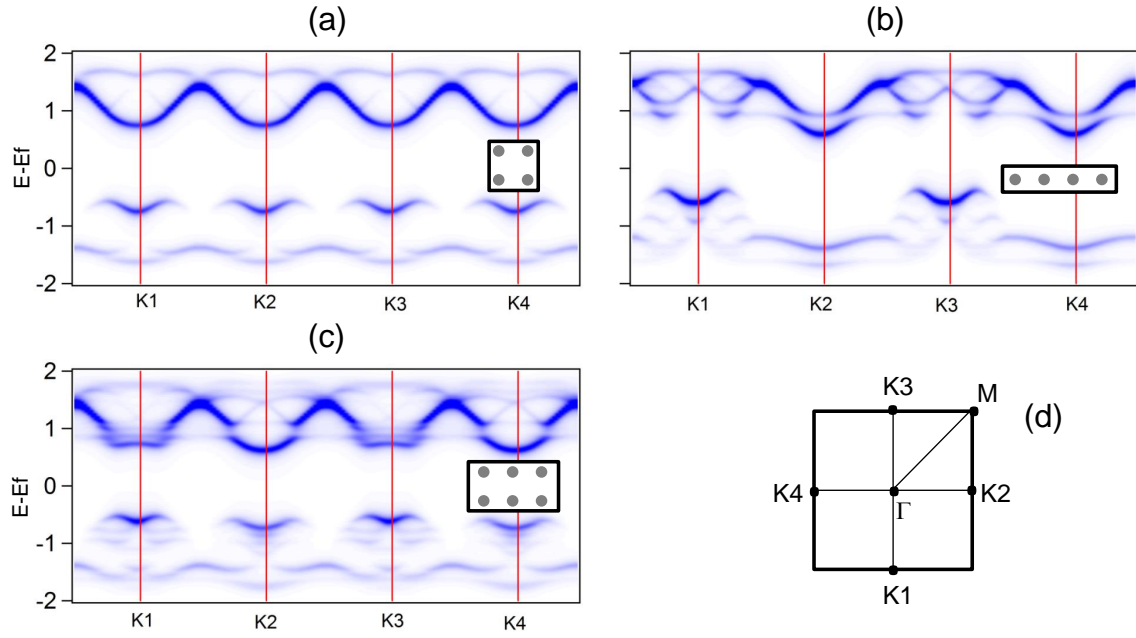 (a)
(b)
2
1
0
-1
-2
E-Ef
K1 K2 K3 K4
K1 K2 K3 K4
(c)
(d)
2
1
0
-1
-2
E-Ef
K1 K2 K3 K4
K3 M
K4 Γ K2
K1